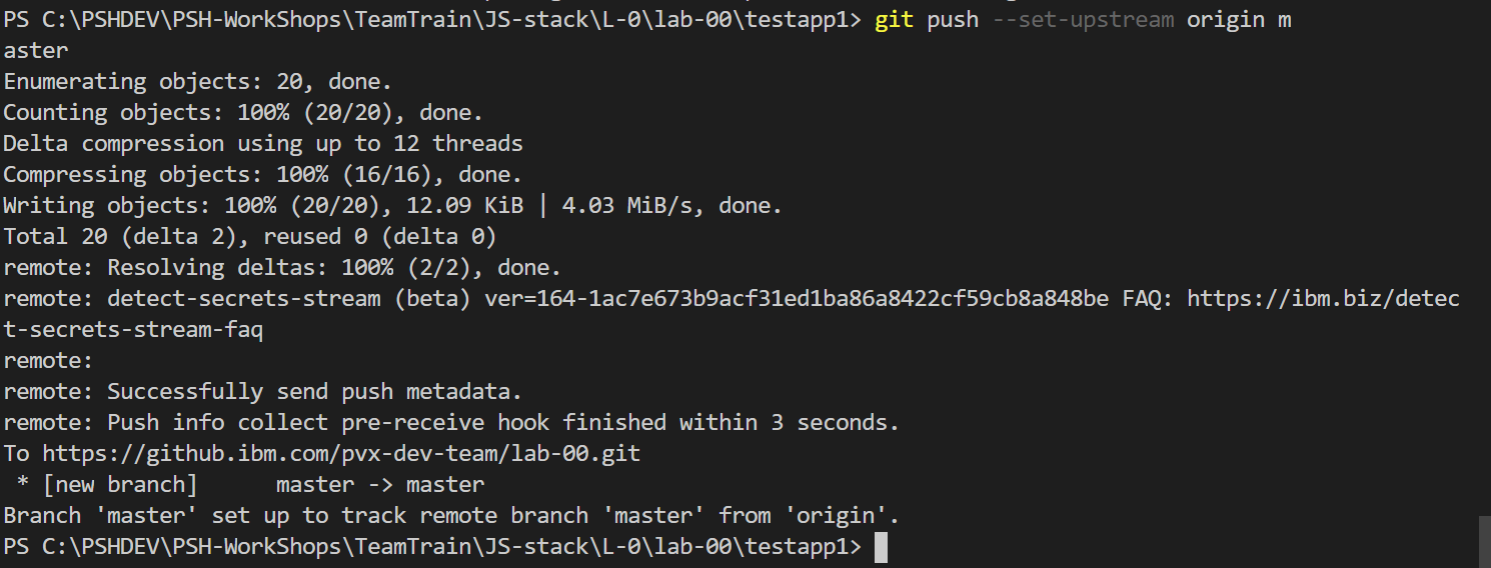 PS C:\PSHDEV\PSH-WorkShops\TeamTrain\JS-stack\L-0\lab-00\testapp1> git push --set-upstream origin m
aster
Enumerating objects: 20, done.
Counting objects: 100% (20/20), done.
Delta compression using up to 12 threads
Compressing objects: 100% (16/16), done.
Writing objects: 100% (20/20), 12.09 KiB | 4.03 MiB/s, done.
Total 20 (delta 2), reused 0 (delta 0)
remote: Resolving deltas: 100% (2/2), done.
remote: detect-secrets-stream (beta) ver=164-1ac7e673b9acf31ed1ba86a8422cf59cb8a848be FAQ: https://ibm.biz/detec
t-secrets-stream-faq
remote:
remote: Successfully send push metadata.
remote: Push info collect pre-receive hook finished within 3 seconds.
To https://github.ibm.com/pvx-dev-team/lab-00.git
 * [new branch]      master -> master
Branch 'master' set up to track remote branch 'master' from 'origin'.
PS C:\PSHDEV\PSH-WorkShops\TeamTrain\JS-stack\L-0\lab-00\testapp1>